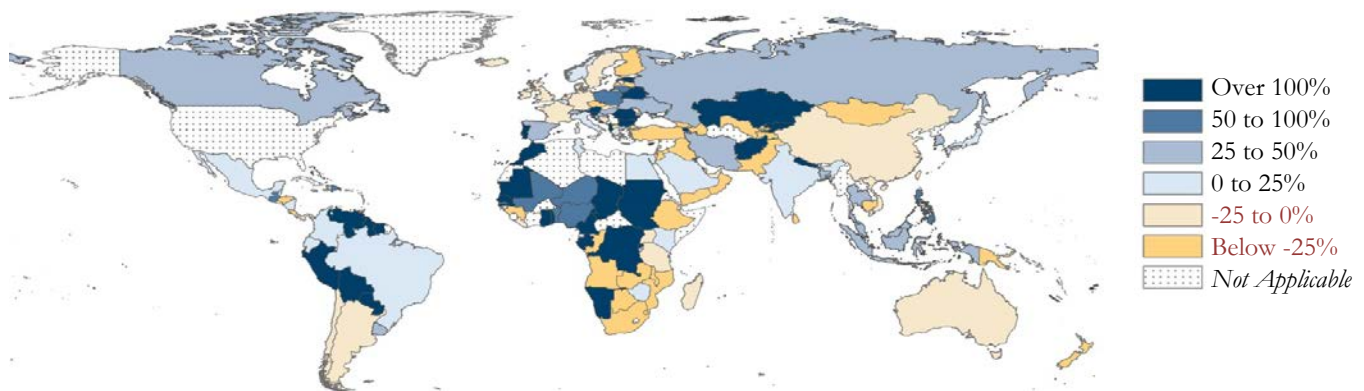 Over 100%
50 to 100%
25 to 50%
0 to 25%
-25 to 0%
Below -25%
Not Applicable